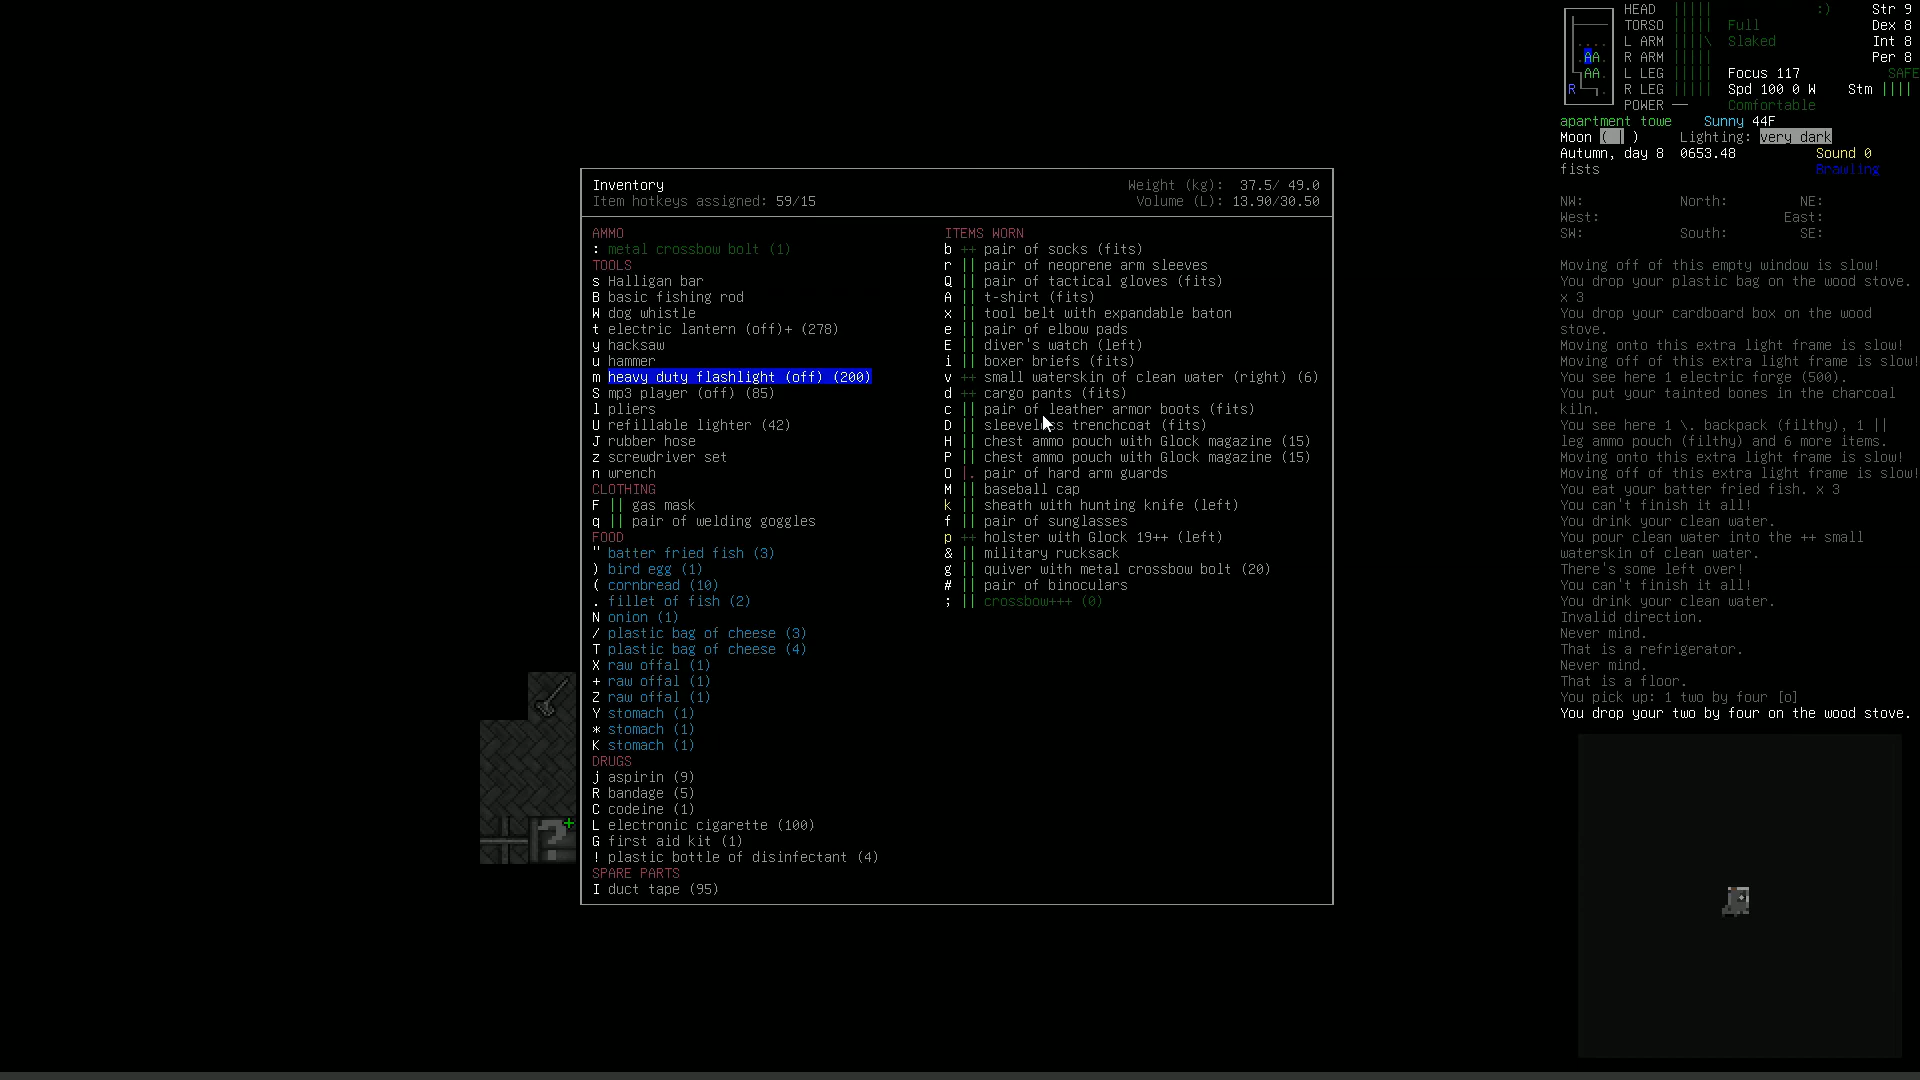 Inventory
Item hotkeys assigned: 59/15
Weight (kg): 37.5/ 49.0
Volume (L): 13.90/30.50
AMMO
: metal crossbow bolt (1)
TOOLS
s Halligan bar
B basic fishing rod
W dog whistle
t electric lantern (off)+ (278)
y hacksaw
u hammer
m heavy duty flashlight (off) (200)
S mp3 player (off) (85)
l pliers
U refillable lighter (42)
J rubber hose
z screwdriver set
n wrench
CLOTHING
F || gas mask
q || pair of welding goggles
FOOD
" batter fried fish (3)
) bird egg (1)
( cornbread (10)
. fillet of fish (2)
N onion (1)
/ plastic bag of cheese (3)
T plastic bag of cheese (4)
X raw offal (1)
+ raw offal (1)
Z raw offal (1)
Y stomach (1)
* stomach (1)
K stomach (1)
DRUGS
j aspirin (9)
R bandage (5)
C codeine (1)
L electronic cigarette (100)
G first aid kit (1)
! plastic bottle of disinfectant (4)
SPARE PARTS
I duct tape (95)
ITEMS WORN
b ++ pair of socks (fits)
r || pair of neoprene arm sleeves
Q || pair of tactical gloves (fits)
A || t-shirt (fits)
x || tool belt with expandable baton
e || pair of elbow pads
E || diver's watch (left)
i || boxer briefs (fits)
v ++ small waterskin of clean water (right) (6)
d ++ cargo pants (fits)
c || pair of leather armor boots (fits)
D || sleeveless trenchcoat (fits)
H || chest ammo pouch with Glock magazine (15)
P || chest ammo pouch with Glock magazine (15)
O |. pair of hard arm guards
M || baseball cap
k || sheath with hunting knife (left)
f || pair of sunglasses
p ++ holster with Glock 19++ (left)
& || military rucksack
g || quiver with metal crossbow bolt (20)
# || pair of binoculars
; || crossbow+++ (0)
HEAD ||||| :) Str 9
TORSO ||||| Full Dex 8
L ARM ||||\ Slaked Int 8
R ARM ||||| Per 8
L LEG ||||| Focus 117 SAFE
R LEG ||||| Spd 100 0 W Stm ||||
POWER — Comfortable
AA
AA
R
apartment towe Sunny 44F
Moon ( | ) Lighting: very dark
Autumn, day 8 0653.48 Sound 0
fists Brawling
NW: North: NE:
West: East:
SW: South: SE:
Moving off of this empty window is slow!
You drop your plastic bag on the wood stove.
x 3
You drop your cardboard box on the wood
stove.
Moving onto this extra light frame is slow!
Moving off of this extra light frame is slow!
You see here 1 electric forge (500).
You put your tainted bones in the charcoal
kiln.
You see here 1 \. backpack (filthy), 1 ||
leg ammo pouch (filthy) and 6 more items.
Moving onto this extra light frame is slow!
Moving off of this extra light frame is slow!
You eat your batter fried fish. x 3
You can't finish it all!
You drink your clean water.
You pour clean water into the ++ small
waterskin of clean water.
There's some left over!
You can't finish it all!
You drink your clean water.
Invalid direction.
Never mind.
That is a refrigerator.
Never mind.
That is a floor.
You pick up: 1 two by four [o]
You drop your two by four on the wood stove.
?
+